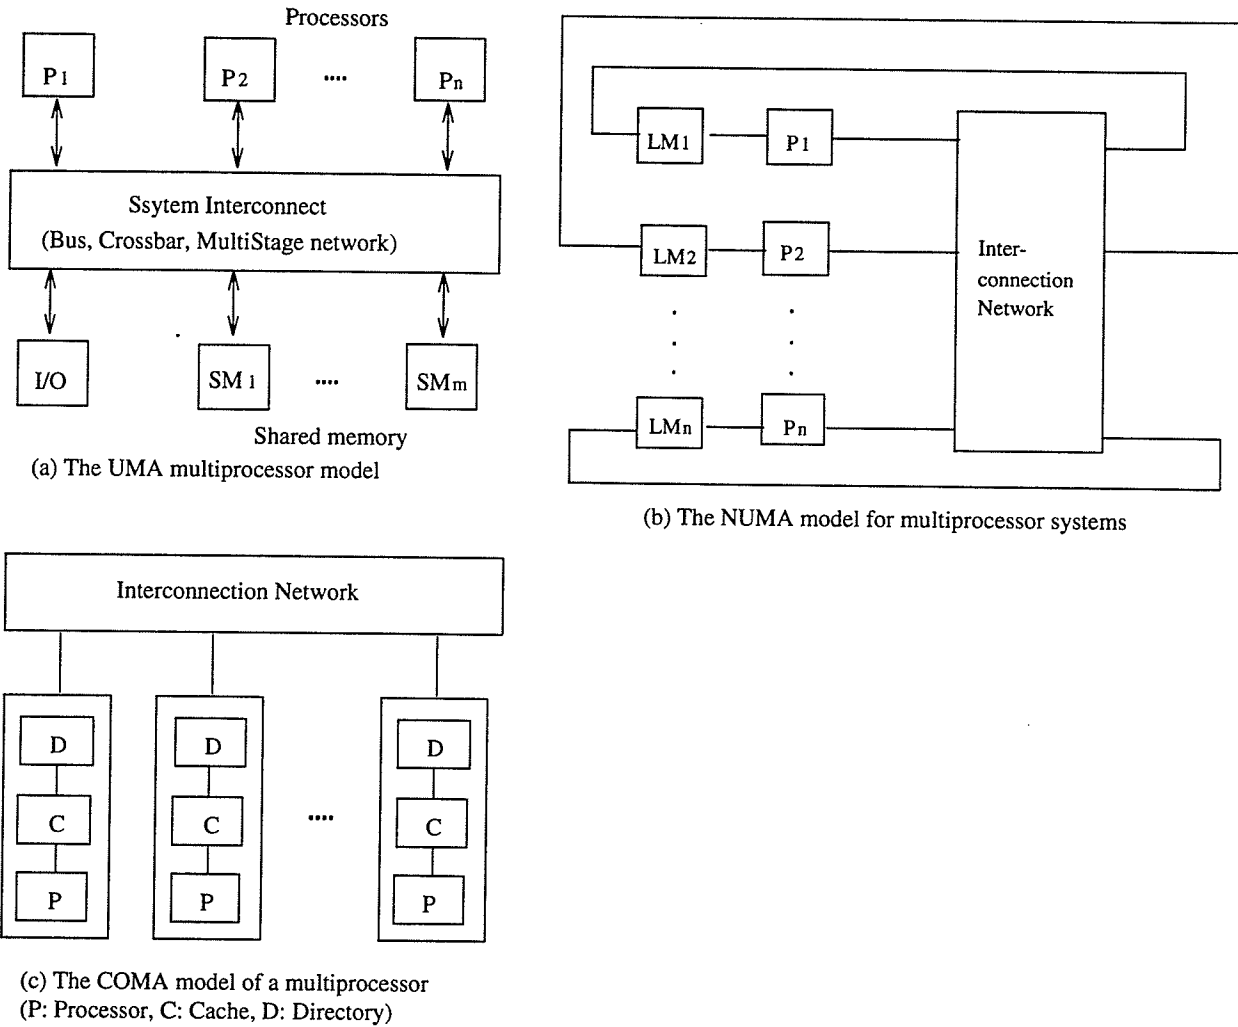 Processors
P1 P2 .... Pn
Ssytem Interconnect
(Bus, Crossbar, MultiStage network)
I/O SM1 .... SMm
Shared memory
(a) The UMA multiprocessor model
LM1 P1
LM2 P2
Inter-
connection
Network
. .
. .
. .
LMn Pn
(b) The NUMA model for multiprocessor systems
Interconnection Network
D D D
C C .... C
P P P
(c) The COMA model of a multiprocessor
(P: Processor, C: Cache, D: Directory)